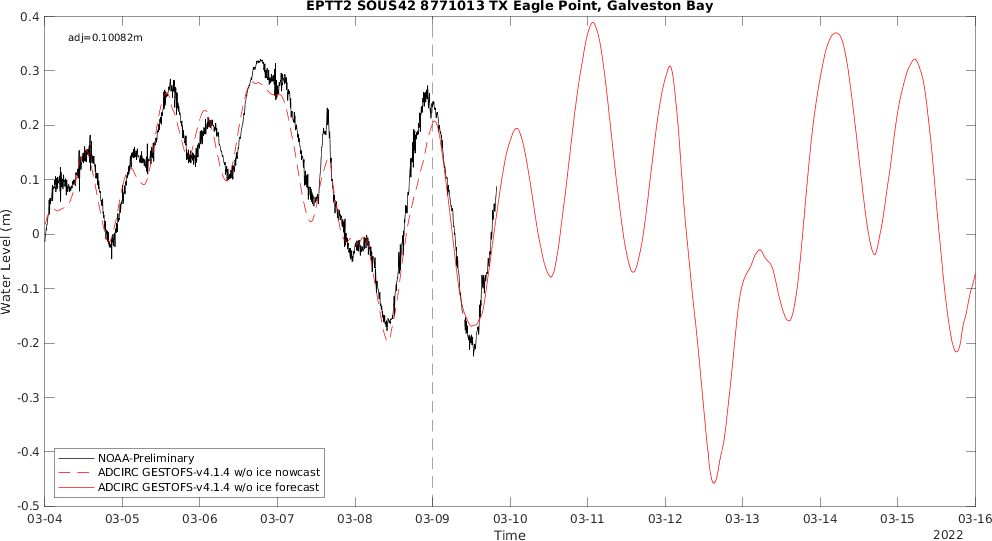 EPTT2 SOUS42 8771013 TX Eagle Point, Galveston Bay
adj=0.10082m
0.4
0.3
0.2
0.1
0
-0.1
-0.2
-0.3
-0.4
-0.5
Water Level (m)
NOAA-Preliminary
ADCIRC GESTOFS-v4.1.4 w/o ice nowcast
ADCIRC GESTOFS-v4.1.4 w/o ice forecast
03-04 03-05 03-06 03-07 03-08 03-09 03-10 03-11 03-12 03-13 03-14 03-15 03-16
Time
2022